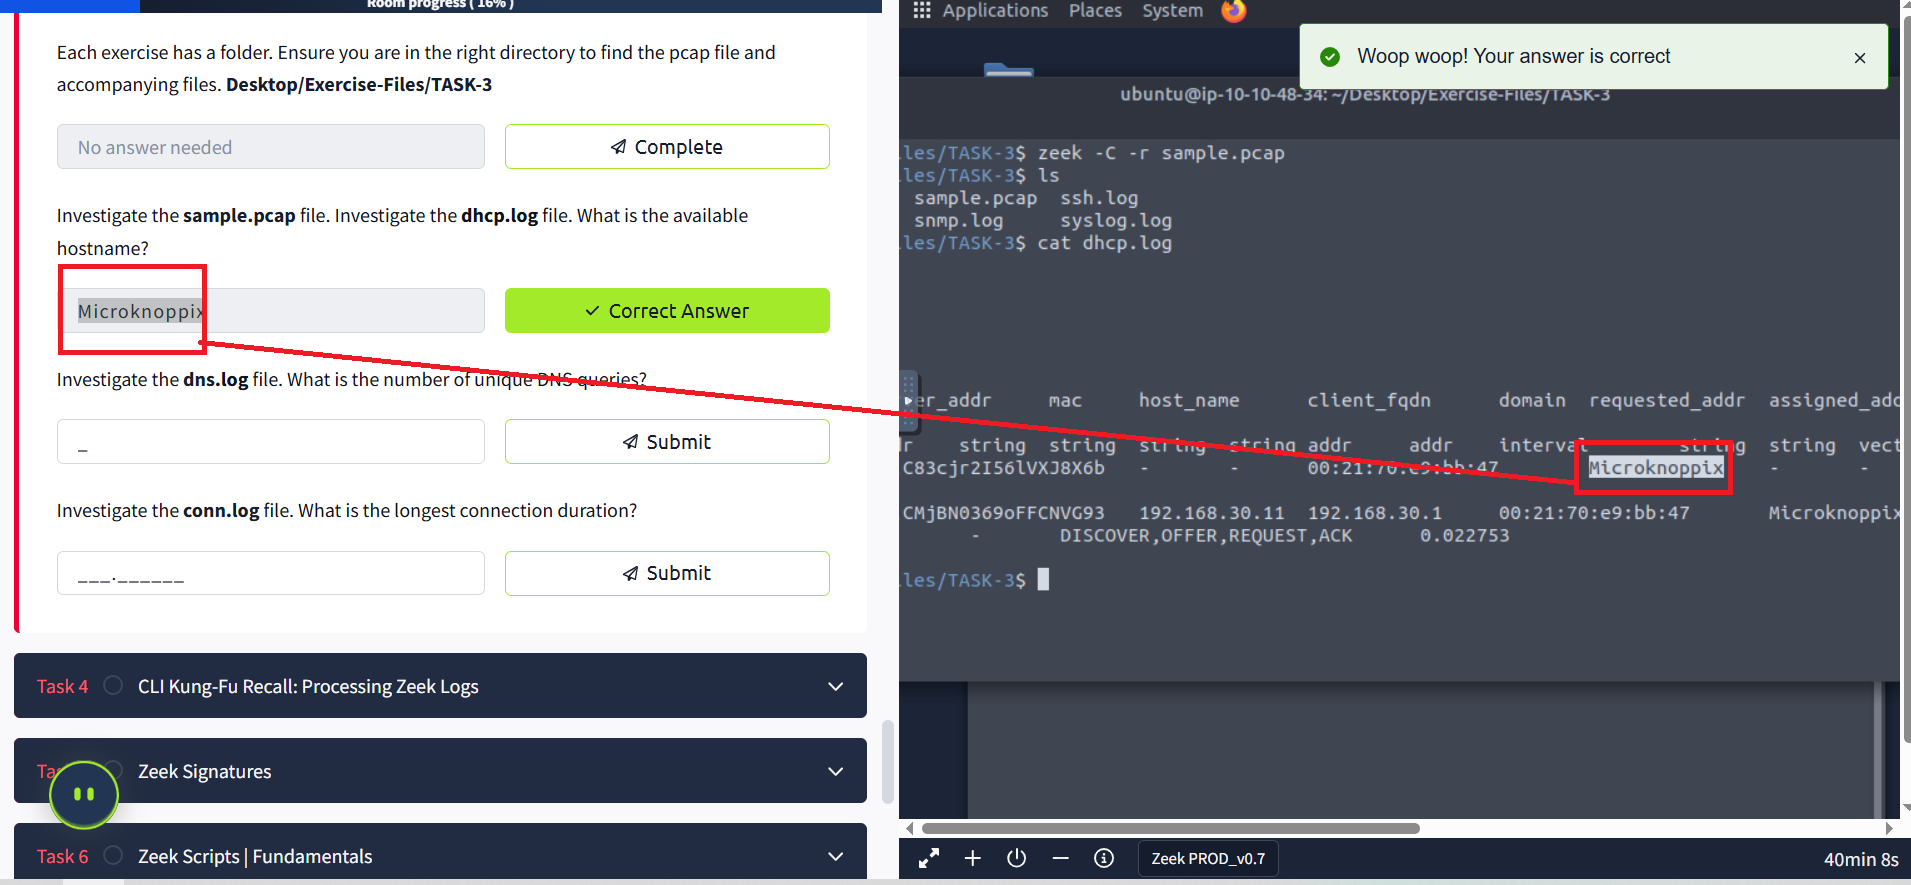 Room progress ( 16% )
Each exercise has a folder. Ensure you are in the right directory to find the pcap file and
accompanying files. Desktop/Exercise-Files/TASK-3
No answer needed
Complete
Investigate the sample.pcap file. Investigate the dhcp.log file. What is the available
hostname?
Microknoppix
Correct Answer
Investigate the dns.log file. What is the number of unique DNS queries?
_
Submit
Investigate the conn.log file. What is the longest connection duration?
___.______
Submit
Task 4 CLI Kung-Fu Recall: Processing Zeek Logs
Ta Zeek Signatures
Task 6 Zeek Scripts | Fundamentals
Applications Places System
Woop woop! Your answer is correct
ubuntu@ip-10-10-48-34: ~/Desktop/Exercise-Files/TASK-3
les/TASK-3$ zeek -C -r sample.pcap
les/TASK-3$ ls
sample.pcap ssh.log
snmp.log syslog.log
les/TASK-3$ cat dhcp.log
er_addr mac host_name client_fqdn domain requested_addr assigned_add
r string string string string addr addr interval string string vect
C83cjr2I56lVXJ8X6b - - 00:21:70:e9:bb:47 Microknoppix - -
CMjBN0369oFFCNVG93 192.168.30.11 192.168.30.1 00:21:70:e9:bb:47 Microknoppix
- DISCOVER,OFFER,REQUEST,ACK 0.022753
les/TASK-3$
Zeek PROD_v0.7
40min 8s